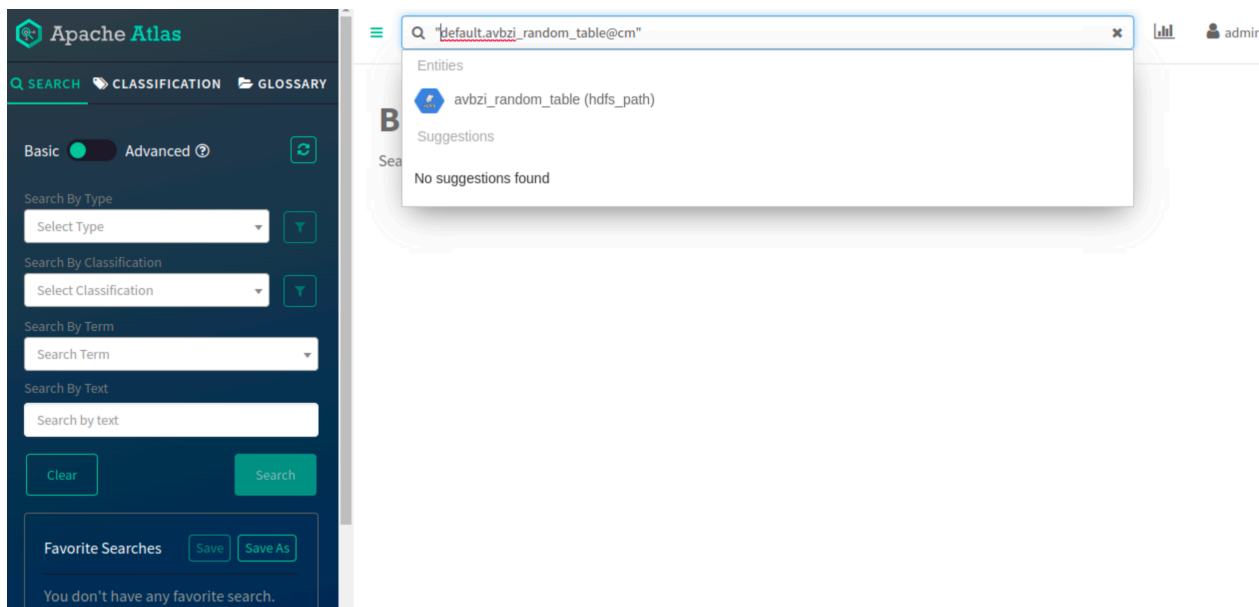 Apache Atlas
"default.avbzi_random_table@cm"
admin
SEARCH CLASSIFICATION GLOSSARY
Entities
avbzi_random_table (hdfs_path)
B
Suggestions
Basic Advanced
Sea
No suggestions found
Search By Type
Select Type
Search By Classification
Select Classification
Search By Term
Search Term
Search By Text
Search by text
Clear Search
Favorite Searches Save Save As
You don't have any favorite search.